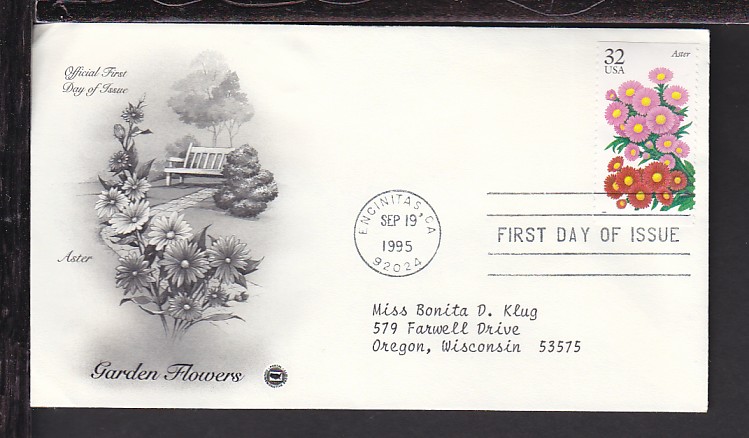 Official First
Day of Issue
32
USA
Aster
ENCINITAS, CA
SEP 19
1995
92024
FIRST DAY OF ISSUE
Aster
Miss Bonita D. Klug
579 Farwell Drive
Oregon, Wisconsin 53575
Garden Flowers